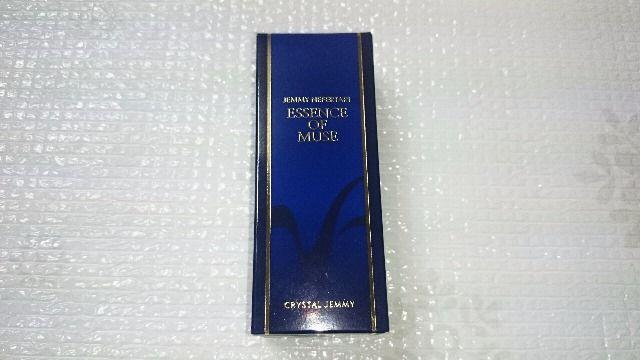 JEMMY NEFERTARI
ESSENCE
OF
MUSE
CRYSTAL JEMMY